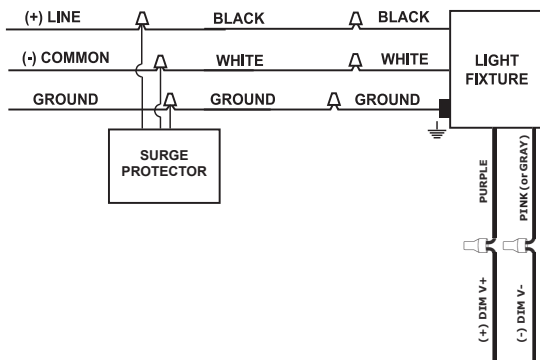 (+) LINE BLACK BLACK
(-) COMMON WHITE WHITE
GROUND GROUND GROUND
LIGHT
FIXTURE
SURGE
PROTECTOR
PURPLE
PINK (or GRAY)
(+) DIM V+
(-) DIM V-